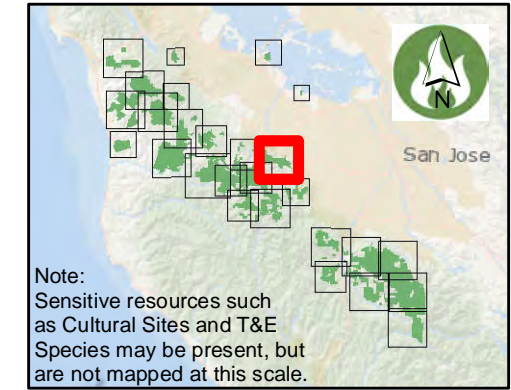 N
San Jose
Note:
Sensitive resources such
as Cultural Sites and T&E
Species may be present, but
are not mapped at this scale.